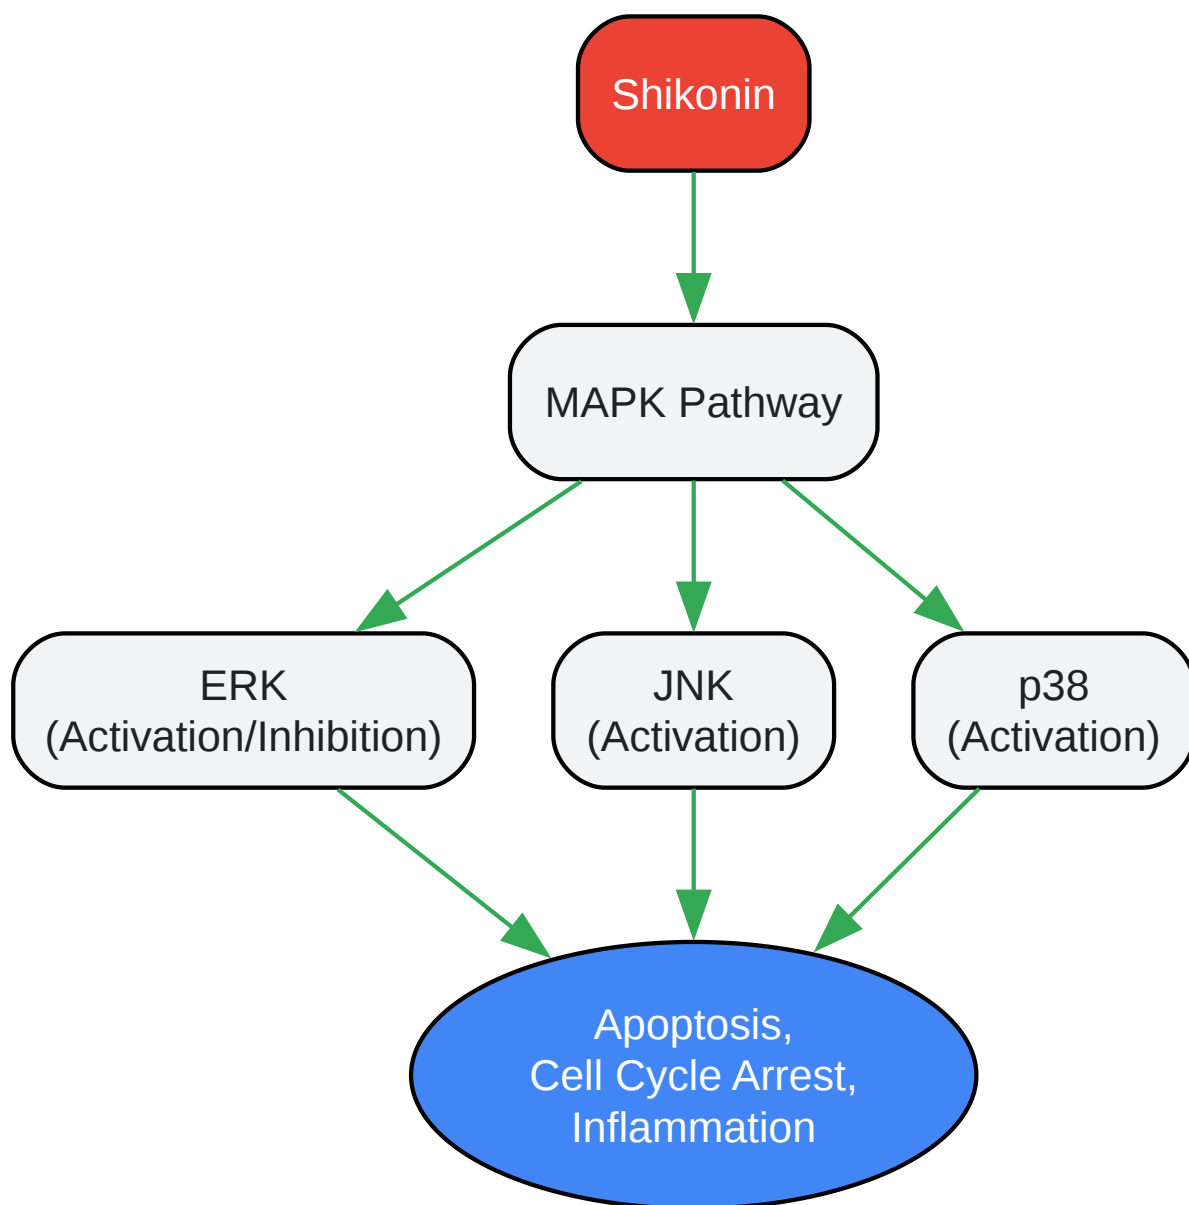 Shikonin
MAPK Pathway
ERK
(Activation/Inhibition)
JNK
(Activation)
p38
(Activation)
Apoptosis,
Cell Cycle Arrest,
Inflammation